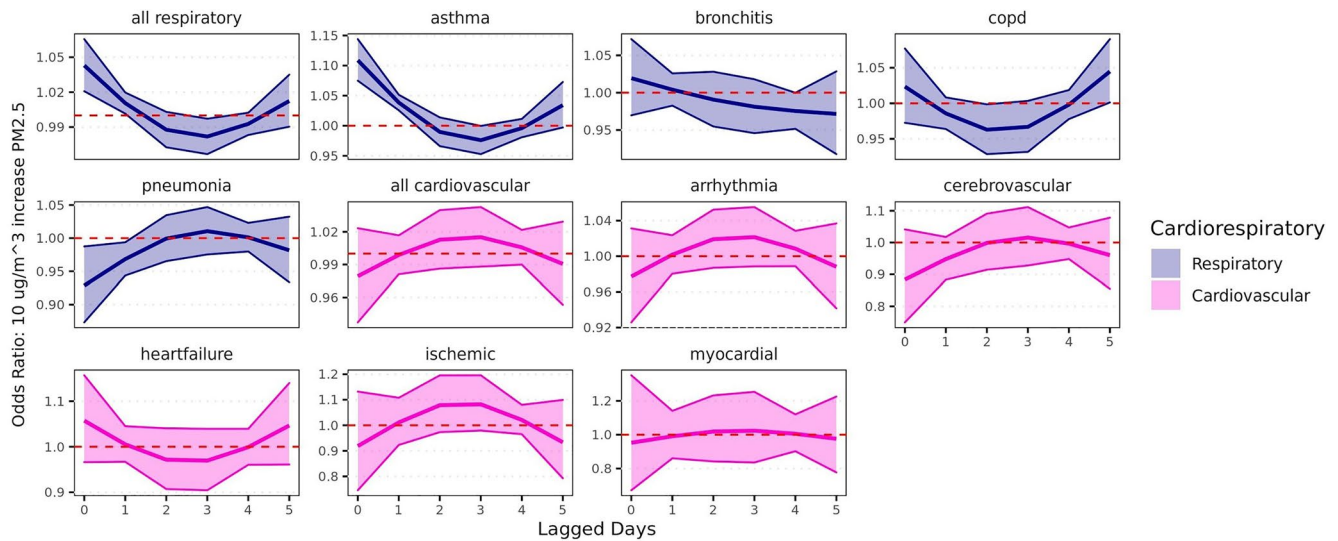 all respiratory
asthma
bronchitis
copd
1.05
1.02
0.99
1.15
1.10
1.05
1.00
0.95
1.05
1.00
0.95
1.05
1.00
0.95
pneumonia
all cardiovascular
arrhythmia
cerebrovascular
1.05
1.00
0.95
0.90
1.02
0.99
0.96
1.04
1.00
0.96
0.92
1.1
1.0
0.9
0.8
0 1 2 3 4 5
heartfailure
ischemic
myocardial
1.1
1.0
0.9
0 1 2 3 4 5
1.2
1.1
1.0
0.9
0.8
0 1 2 3 4 5
1.2
1.0
0.8
0 1 2 3 4 5
Lagged Days
Odds Ratio: 10 ug/m^3 increase PM2.5
Cardiorespiratory
Respiratory
Cardiovascular